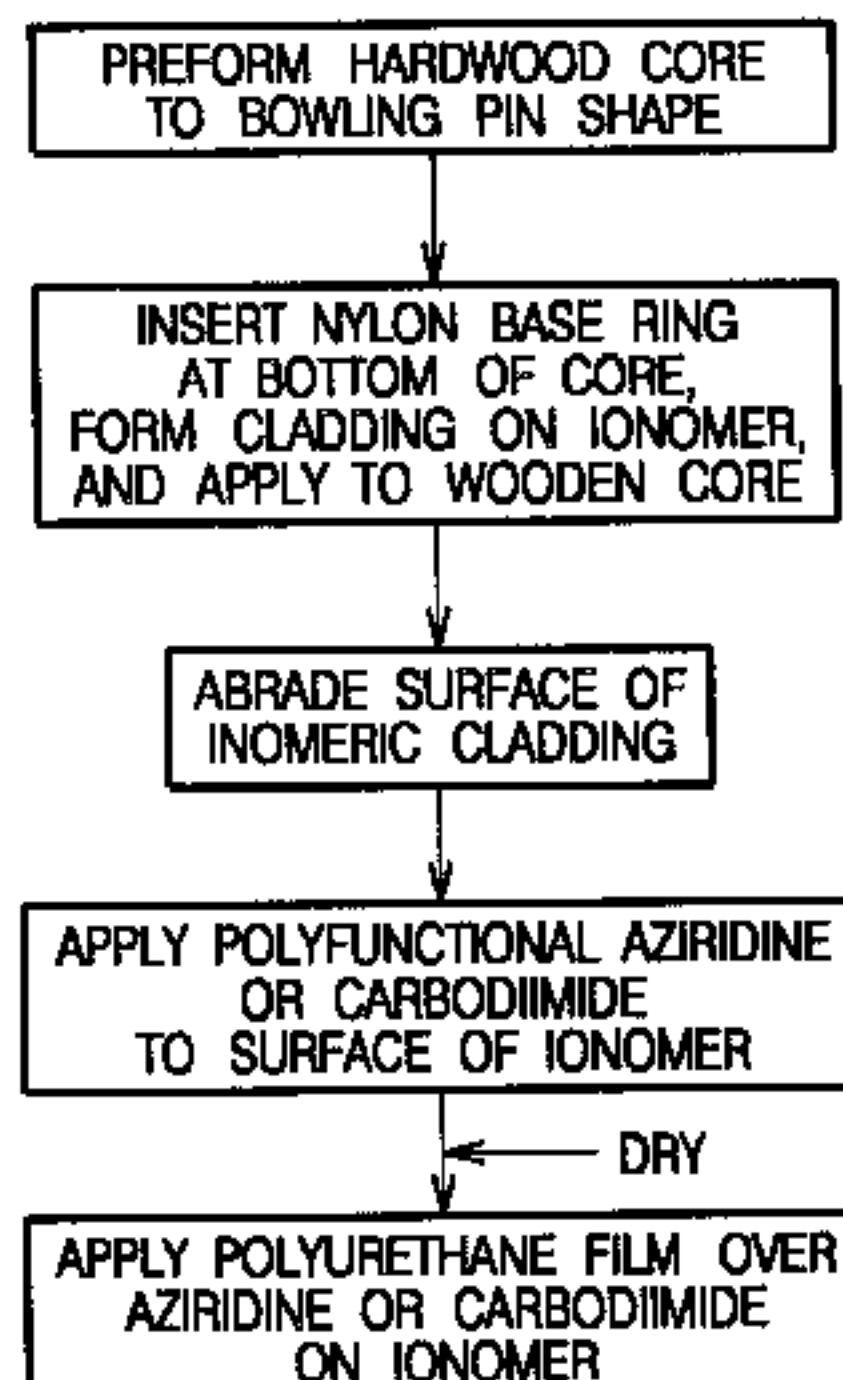 PREFORM HARDWOOD CORE
TO BOWLING PIN SHAPE
INSERT NYLON BASE RING
AT BOTTOM OF CORE,
FORM CLADDING ON IONOMER,
AND APPLY TO WOODEN CORE
ABRADE SURFACE OF
INOMERIC CLADDING
APPLY POLYFUNCTIONAL AZIRIDINE
OR CARBODIIMIDE
TO SURFACE OF IONOMER
DRY
APPLY POLYURETHANE FILM OVER
AZIRIDINE OR CARBODIIMIDE
ON IONOMER